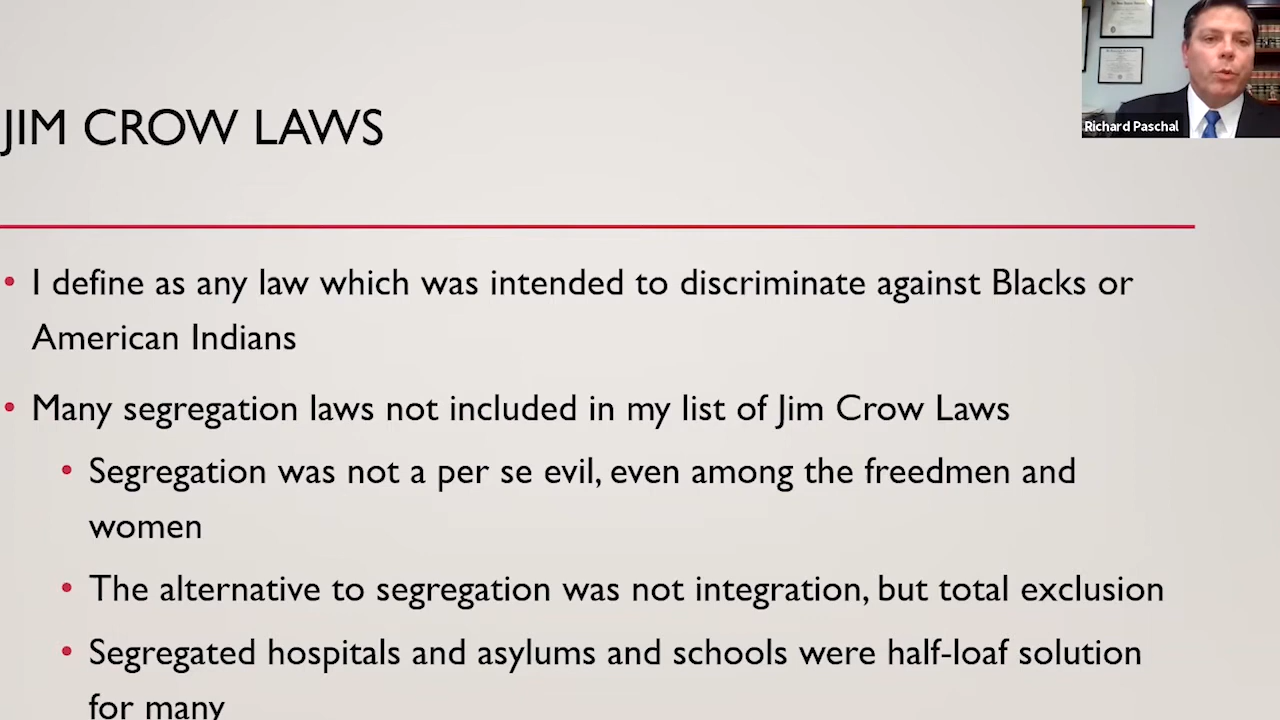 JIM CROW LAWS
Richard Paschal
• I define as any law which was intended to discriminate against Blacks or
American Indians
• Many segregation laws not included in my list of Jim Crow Laws
• Segregation was not a per se evil, even among the freedmen and
women
• The alternative to segregation was not integration, but total exclusion
• Segregated hospitals and asylums and schools were half-loaf solution
for many